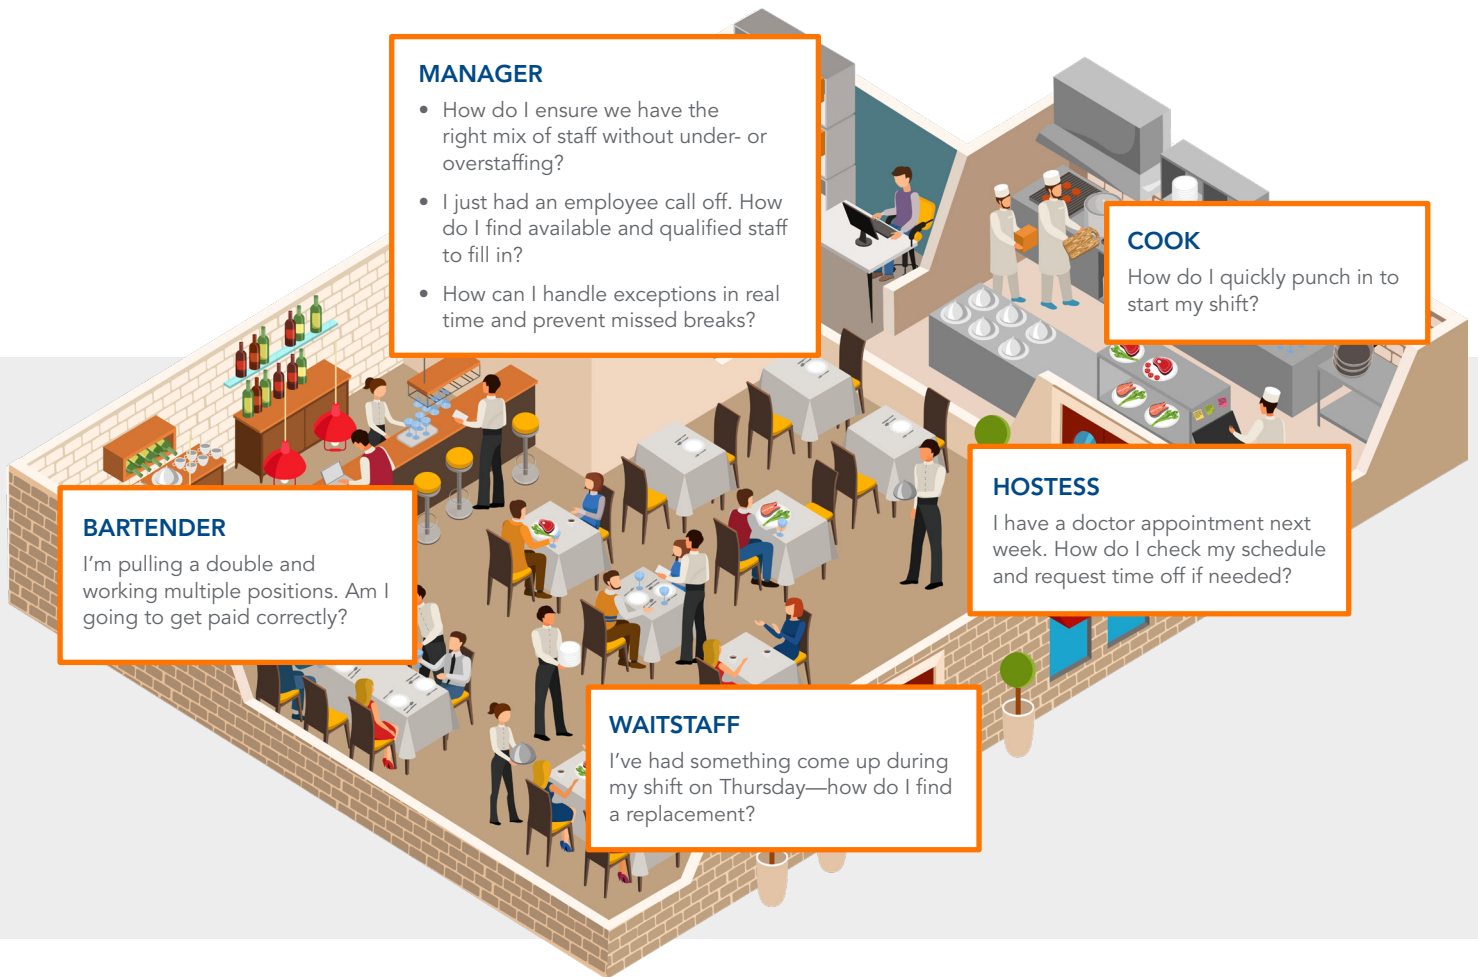 MANAGER
• How do I ensure we have the
right mix of staff without under- or
overstaffing?
• I just had an employee call off. How
do I find available and qualified staff
to fill in?
• How can I handle exceptions in real
time and prevent missed breaks?
COOK
How do I quickly punch in to
start my shift?
HOSTESS
I have a doctor appointment next
week. How do I check my schedule
and request time off if needed?
BARTENDER
I’m pulling a double and
working multiple positions. Am I
going to get paid correctly?
WAITSTAFF
I’ve had something come up during
my shift on Thursday—how do I find
a replacement?